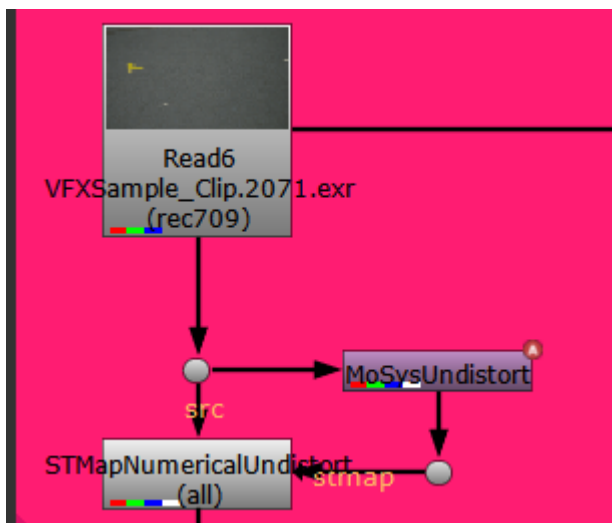 Read6
VFXSample_Clip.2071.exr
(rec709)
A
MoSysUndistort
src
STMapNumericalUndistort
stmap
(all)